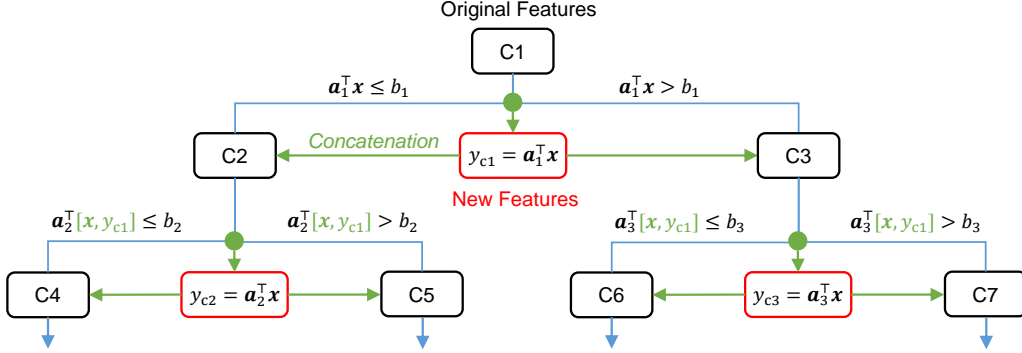 Original Features
C1
𝒂₁ᵀ𝒙 ≤ b₁
𝒂₁ᵀ𝒙 > b₁
C2
Concatenation
y_c1 = 𝒂₁ᵀ𝒙
C3
New Features
𝒂₂ᵀ[𝒙, y_c1] ≤ b₂
𝒂₂ᵀ[𝒙, y_c1] > b₂
𝒂₃ᵀ[𝒙, y_c1] ≤ b₃
𝒂₃ᵀ[𝒙, y_c1] > b₃
C4
y_c2 = 𝒂₂ᵀ𝒙
C5
C6
y_c3 = 𝒂₃ᵀ𝒙
C7